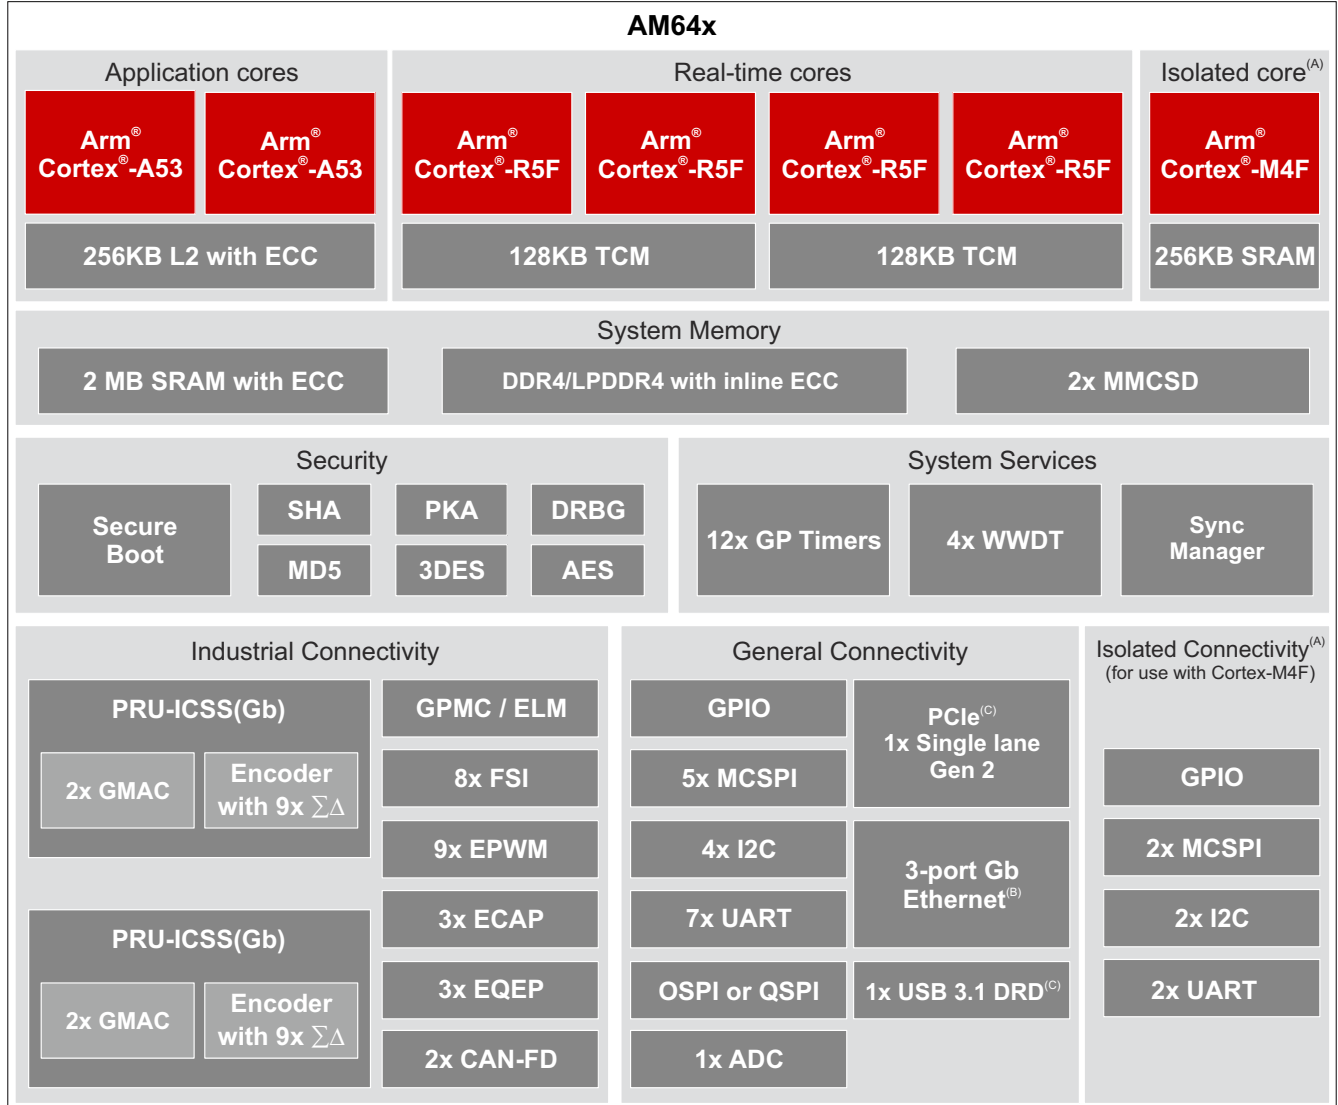 AM64x
Application cores
Arm®
Cortex®-A53
Arm®
Cortex®-A53
256KB L2 with ECC
Real-time cores
Arm®
Cortex®-R5F
Arm®
Cortex®-R5F
Arm®
Cortex®-R5F
Arm®
Cortex®-R5F
128KB TCM
128KB TCM
Isolated core(A)
Arm®
Cortex®-M4F
256KB SRAM
System Memory
2 MB SRAM with ECC
DDR4/LPDDR4 with inline ECC
2x MMCSD
Security
Secure
Boot
SHA
PKA
DRBG
MD5
3DES
AES
System Services
12x GP Timers
4x WWDT
Sync
Manager
Industrial Connectivity
PRU-ICSS(Gb)
2x GMAC
Encoder
with 9x ∑∆
PRU-ICSS(Gb)
2x GMAC
Encoder
with 9x ∑∆
GPMC / ELM
8x FSI
9x EPWM
3x ECAP
3x EQEP
2x CAN-FD
General Connectivity
GPIO
5x MCSPI
4x I2C
7x UART
OSPI or QSPI
1x ADC
PCIe(C)
1x Single lane
Gen 2
3-port Gb
Ethernet(B)
1x USB 3.1 DRD(C)
Isolated Connectivity(A)
(for use with Cortex-M4F)
GPIO
2x MCSPI
2x I2C
2x UART